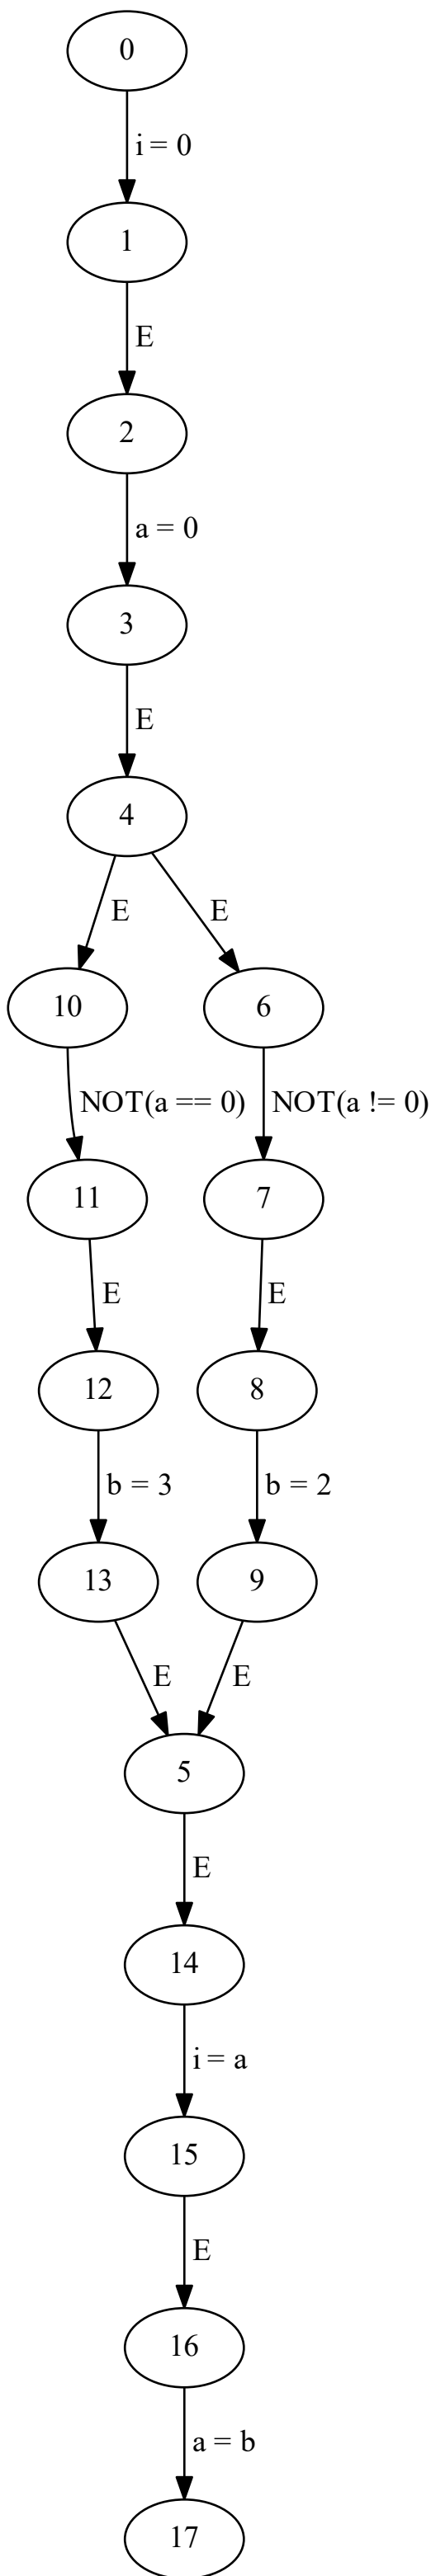 0
i = 0
1
E
2
a = 0
3
E
4
E E
10 6
NOT(a == 0) NOT(a != 0)
11 7
E E
12 8
b = 3 b = 2
13 9
E E
5
E
14
i = a
15
E
16
a = b
17